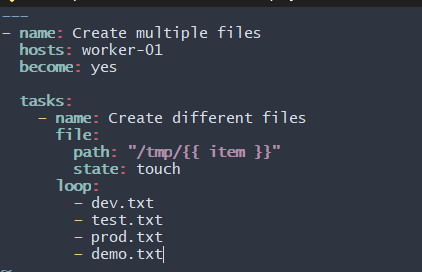 ---
- name: Create multiple files
  hosts: worker-01
  become: yes

  tasks:
    - name: Create different files
      file:
        path: "/tmp/{{ item }}"
        state: touch
      loop:
        - dev.txt
        - test.txt
        - prod.txt
        - demo.txt
~